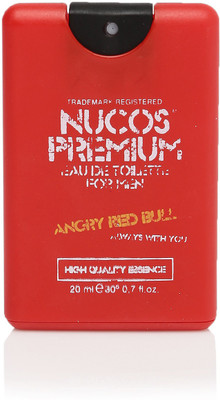 TRADEMARK REGISTERED
NUCOS
PREMIUM
EAU DE TOILETTE
FOR MEN
ANGRY RED BULL
ALWAYS WITH YOU
HIGH QUALITY ESSENCE
20 ml e 30° 0,7 fl.oz.